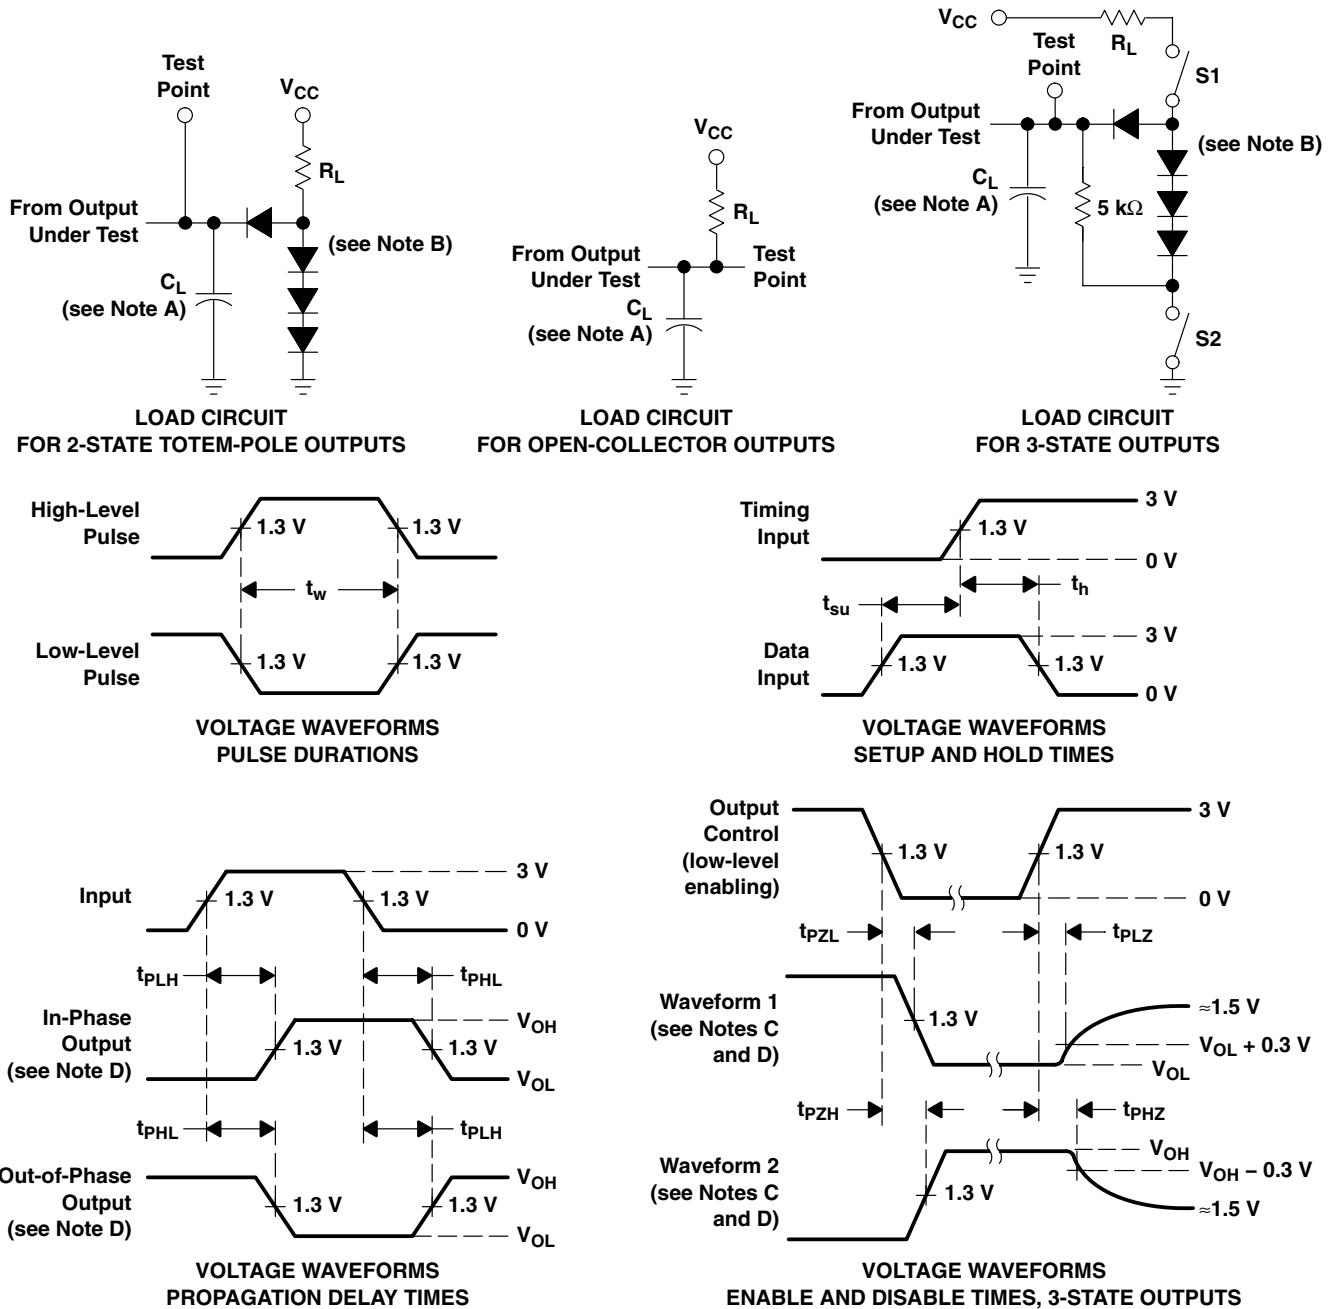 Test
Point
VCC
RL
From Output
Under Test
(see Note B)
CL
(see Note A)
LOAD CIRCUIT
FOR 2-STATE TOTEM-POLE OUTPUTS
VCC
RL
From Output
Under Test
Test
Point
CL
(see Note A)
LOAD CIRCUIT
FOR OPEN-COLLECTOR OUTPUTS
VCC
RL
Test
Point
S1
From Output
Under Test
(see Note B)
CL
(see Note A)
5 kΩ
S2
LOAD CIRCUIT
FOR 3-STATE OUTPUTS
High-Level
Pulse
1.3 V
1.3 V
tw
Low-Level
Pulse
1.3 V
1.3 V
VOLTAGE WAVEFORMS
PULSE DURATIONS
Timing
Input
1.3 V
3 V
0 V
th
tsu
Data
Input
1.3 V
1.3 V
3 V
0 V
VOLTAGE WAVEFORMS
SETUP AND HOLD TIMES
Input
1.3 V
1.3 V
3 V
0 V
tPLH
tPHL
In-Phase
Output
(see Note D)
1.3 V
1.3 V
VOH
VOL
tPHL
tPLH
Out-of-Phase
Output
(see Note D)
1.3 V
1.3 V
VOH
VOL
VOLTAGE WAVEFORMS
PROPAGATION DELAY TIMES
Output
Control
(low-level
enabling)
1.3 V
1.3 V
3 V
0 V
tPZL
tPLZ
Waveform 1
(see Notes C
and D)
1.3 V
≈1.5 V
VOL + 0.3 V
VOL
tPZH
tPHZ
Waveform 2
(see Notes C
and D)
1.3 V
VOH
VOH − 0.3 V
≈1.5 V
VOLTAGE WAVEFORMS
ENABLE AND DISABLE TIMES, 3-STATE OUTPUTS